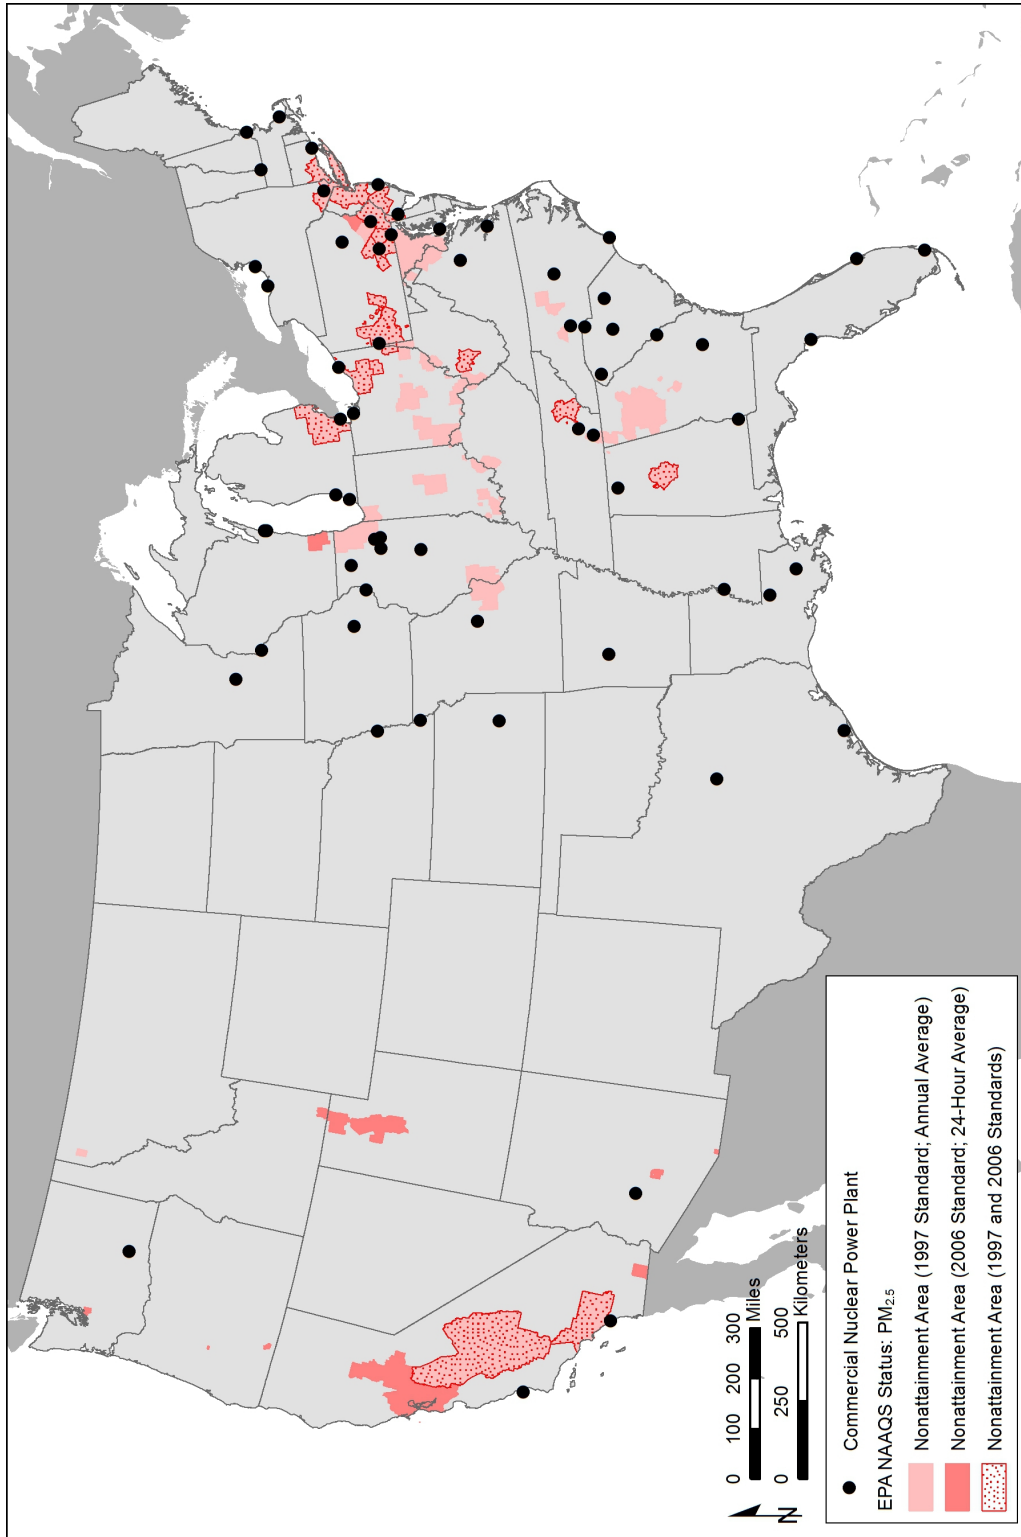 N
0 100 200 300
Miles
0 250 500
Kilometers
Commercial Nuclear Power Plant
EPA NAAQS Status: PM2.5
Nonattainment Area (1997 Standard; Annual Average)
Nonattainment Area (2006 Standard; 24-Hour Average)
Nonattainment Area (1997 and 2006 Standards)